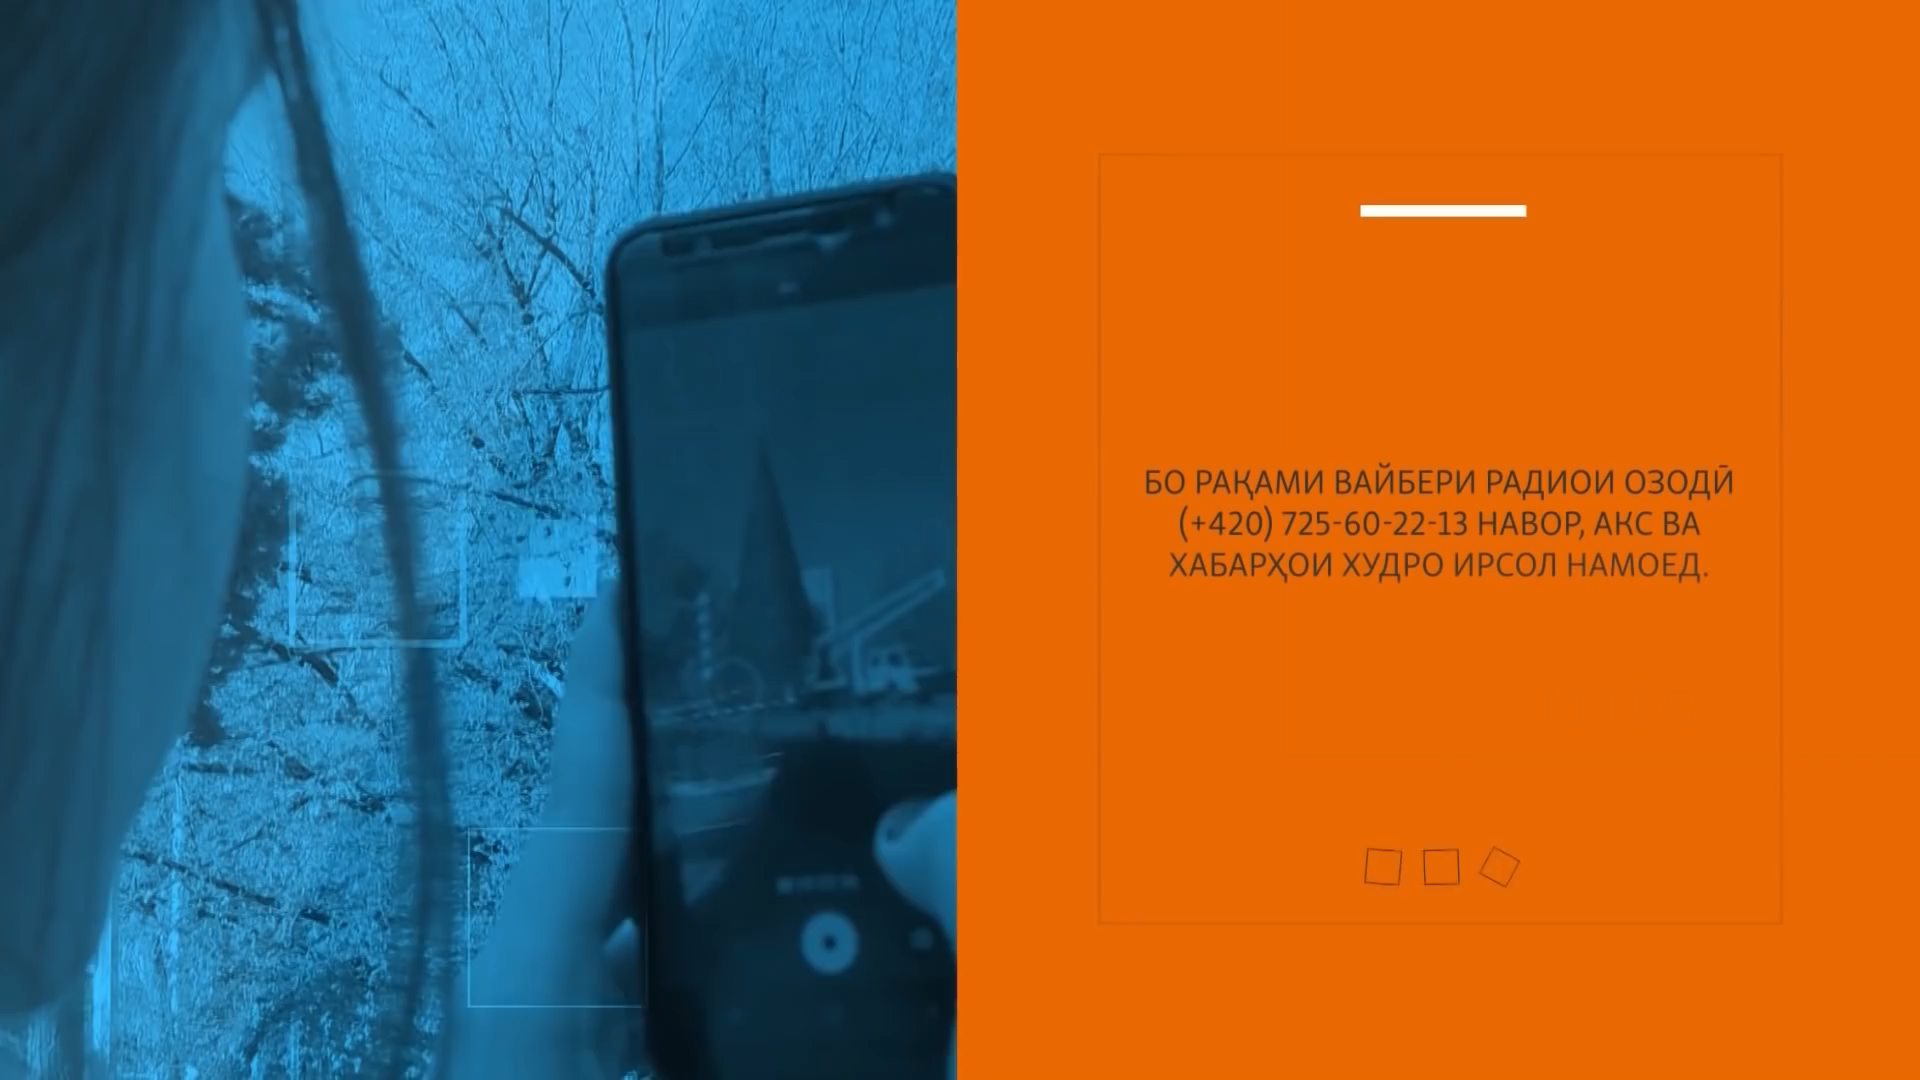 БО РАҚАМИ ВАЙБЕРИ РАДИОИ ОЗОДӢ
(+420) 725-60-22-13 НАВОР, АКС ВА
ХАБАРҲОИ ХУДРО ИРСОЛ НАМОЕД.